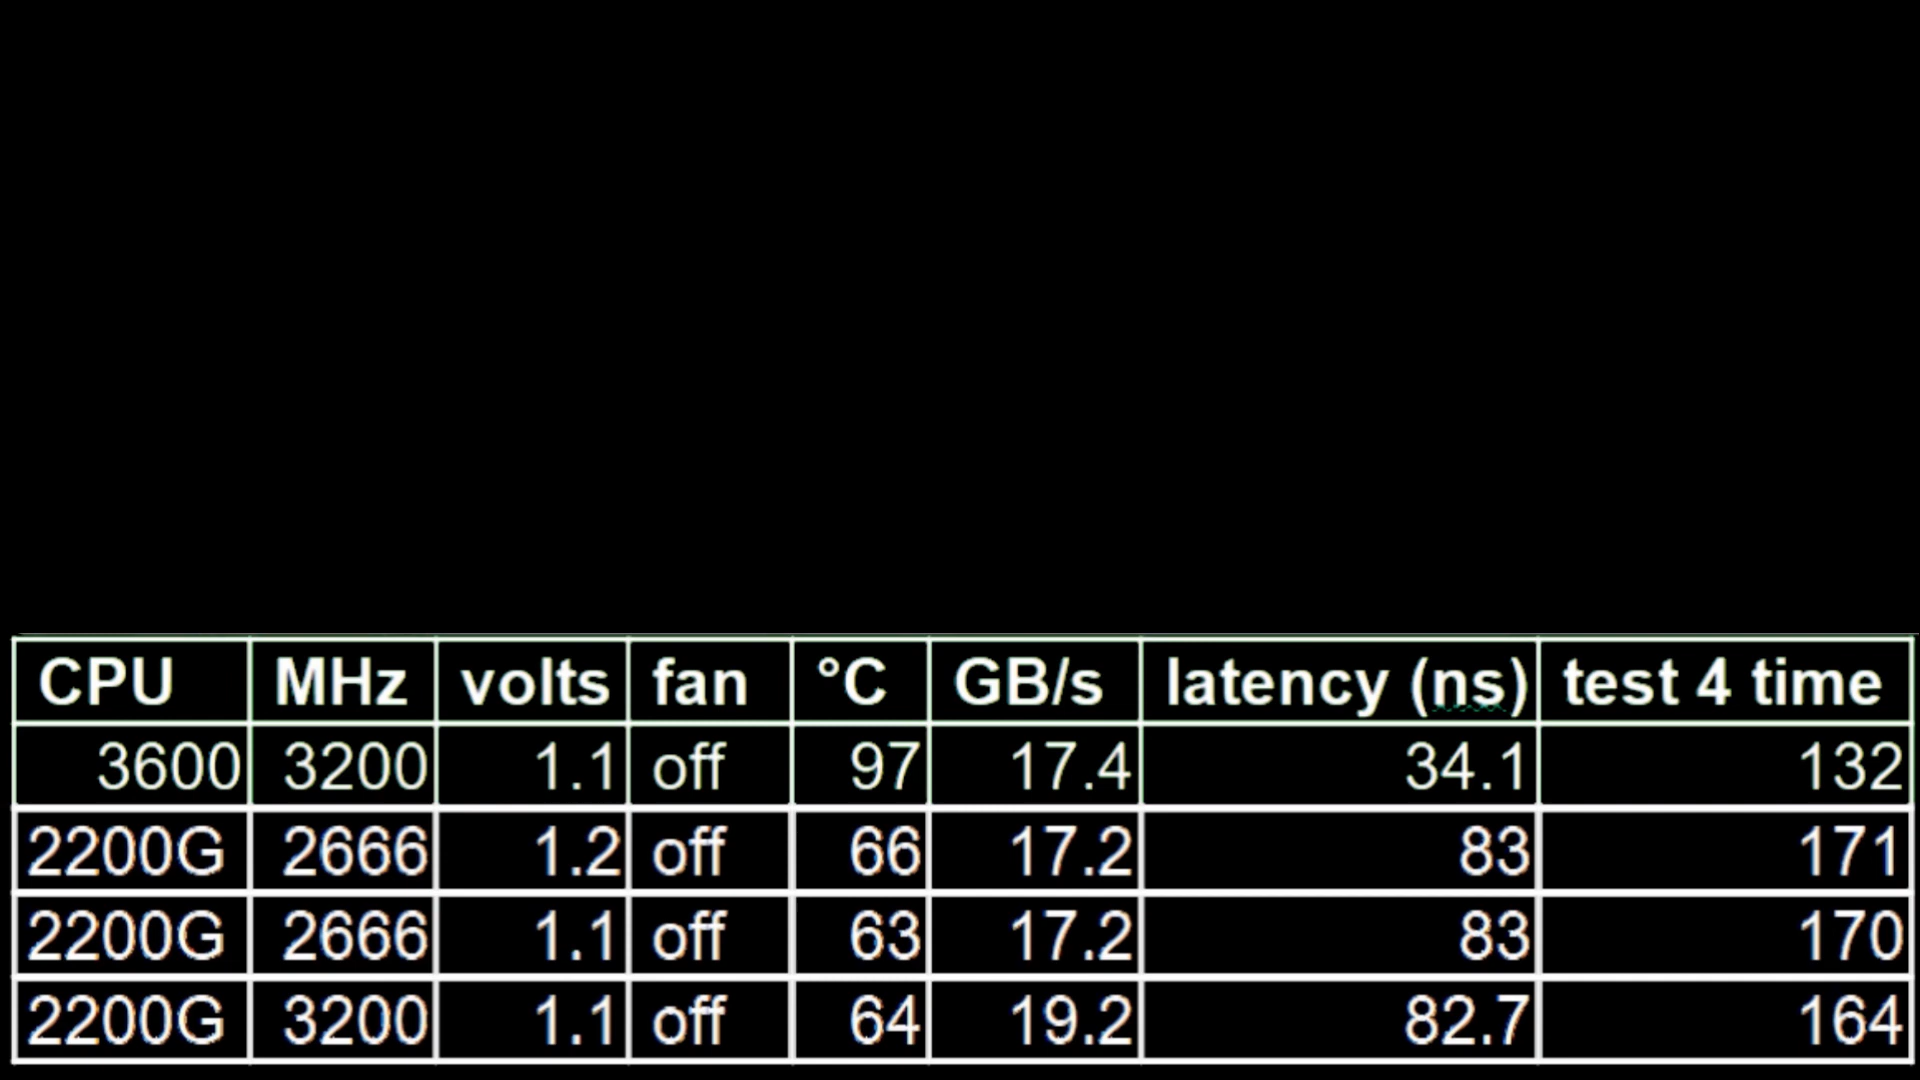 CPU MHz volts fan °C GB/s latency (ns) test 4 time
3600 3200 1.1 off 97 17.4 34.1 132
2200G 2666 1.2 off 66 17.2 83 171
2200G 2666 1.1 off 63 17.2 83 170
2200G 3200 1.1 off 64 19.2 82.7 164